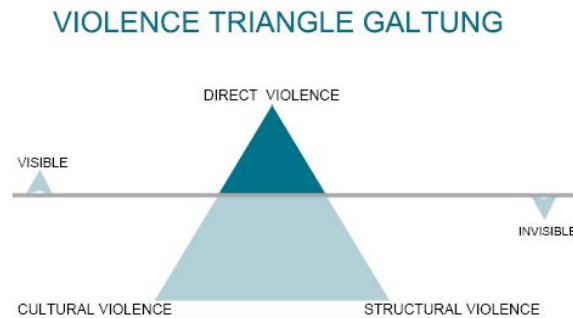 VIOLENCE TRIANGLE GALTUNG
DIRECT VIOLENCE
VISIBLE
INVISIBLE
CULTURAL VIOLENCE
STRUCTURAL VIOLENCE